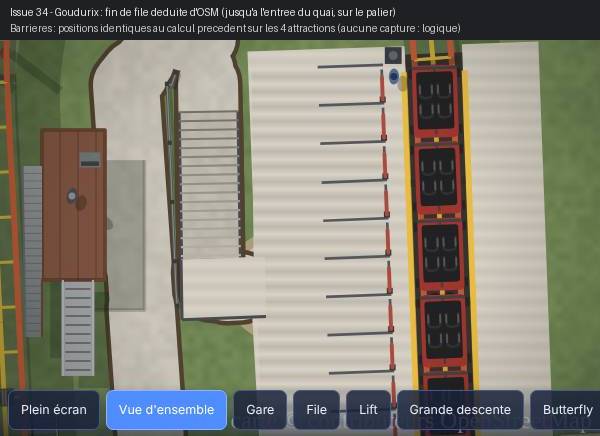 Issue 34 - Goudurix : fin de file deduite d'OSM (jusqu'a l'entree du quai, sur le palier)
Barrieres : positions identiques au calcul precedent sur les 4 attractions (aucune capture : logique)
Plein écran
Vue d'ensemble
Gare
File
Lift
Grande descente
Butterfly